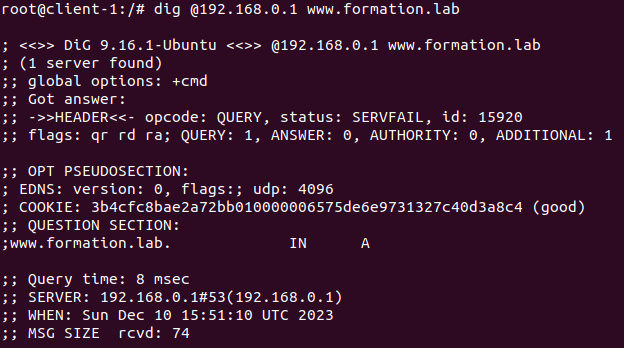 root@client-1:/# dig @192.168.0.1 www.formation.lab

; <<>> DiG 9.16.1-Ubuntu <<>> @192.168.0.1 www.formation.lab
; (1 server found)
;; global options: +cmd
;; Got answer:
;; ->>HEADER<<- opcode: QUERY, status: SERVFAIL, id: 15920
;; flags: qr rd ra; QUERY: 1, ANSWER: 0, AUTHORITY: 0, ADDITIONAL: 1

;; OPT PSEUDOSECTION:
; EDNS: version: 0, flags:; udp: 4096
; COOKIE: 3b4cfc8bae2a72bb010000006575de6e9731327c40d3a8c4 (good)
;; QUESTION SECTION:
;www.formation.lab.		IN	A

;; Query time: 8 msec
;; SERVER: 192.168.0.1#53(192.168.0.1)
;; WHEN: Sun Dec 10 15:51:10 UTC 2023
;; MSG SIZE  rcvd: 74